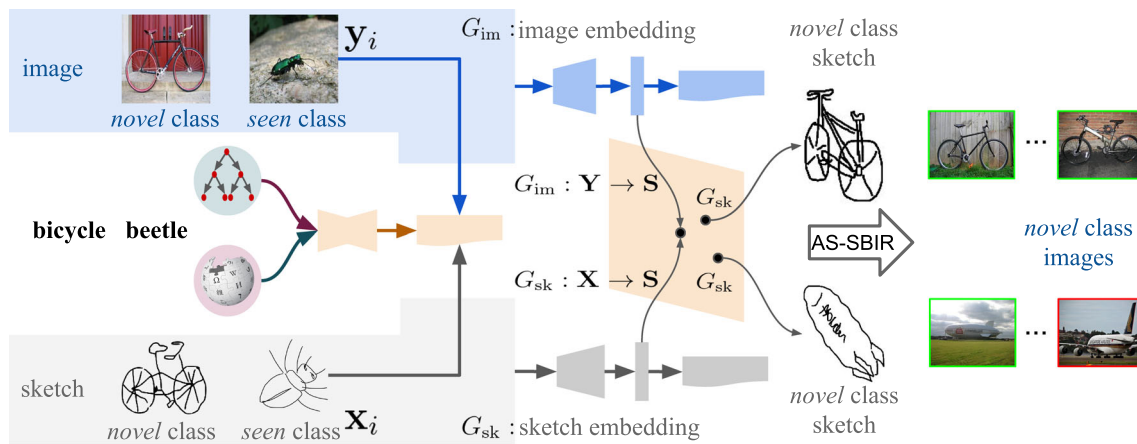 image
novel class
seen class
y_i
G_im : image embedding
novel class
sketch
bicycle beetle
G_im : Y → S
G_sk
G_sk : X → S
G_sk
AS-SBIR
...
novel class
images
...
sketch
novel class
seen class
x_i
G_sk : sketch embedding
novel class
sketch